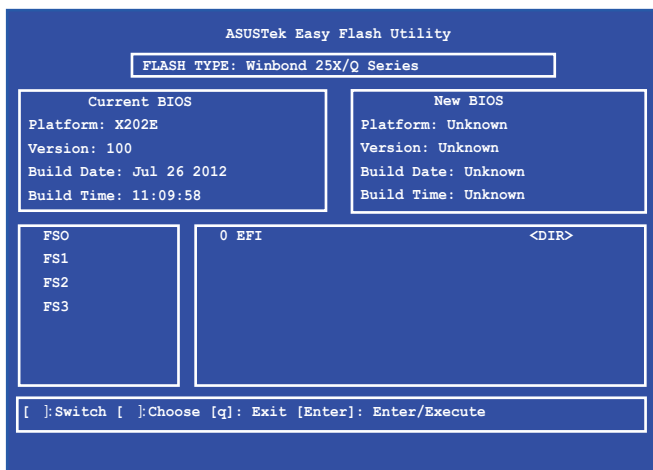 ASUSTek Easy Flash Utility
FLASH TYPE: Winbond 25X/Q Series
Current BIOS
Platform: X202E
Version: 100
Build Date: Jul 26 2012
Build Time: 11:09:58
New BIOS
Platform: Unknown
Version: Unknown
Build Date: Unknown
Build Time: Unknown
FSO
FS1
FS2
FS3
0 EFI <DIR>
[ ]:Switch [ ]:Choose [q]: Exit [Enter]: Enter/Execute